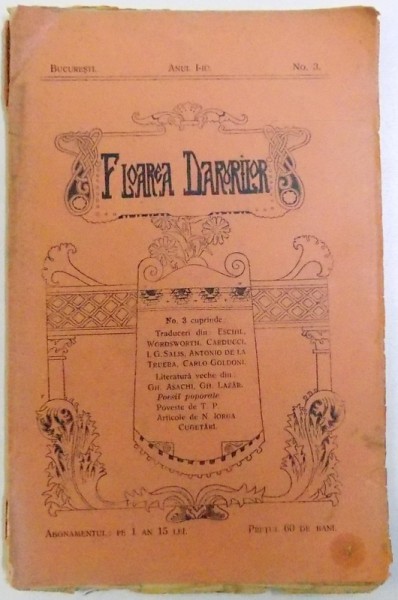 BUCUREȘTI. ANUL I-IU. NO. 3.
FLOAREA DARURILOR
No. 3 cuprinde:
Traduceri din: ESCHIL,
WORDSWORTH, CARDUCCI,
I. G. SALIS, ANTONIO DE LA
TRUEBA, CARLO GOLDONI.
Literatură veche din:
GH. ASACHI, GH. LAZĂR.
Poesii populare
Poveste de T. P.
Articole de N. IORGA
CUGETĂRI.
ABONAMENTUL: PE 1 AN 15 LEI. PREȚUL 60 DE BANI.